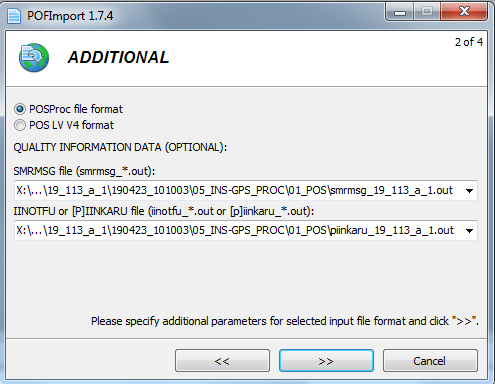 POFImport 1.7.4
2 of 4
ADDITIONAL
POSProc file format
POS LV V4 format
QUALITY INFORMATION DATA (OPTIONAL):
SMRMSG file (smrmsg_*.out):
X:\...\19_113_a_1\190423_101003\05_INS-GPS_PROC\01_POS\smrmsg_19_113_a_1.out
IINOTFU or [P]IINKARU file (iinotfu_*.out or [p]iinkaru_*.out):
X:\...\19_113_a_1\190423_101003\05_INS-GPS_PROC\01_POS\piinkaru_19_113_a_1.out
Please specify additional parameters for selected input file format and click ">>".
<< >> Cancel